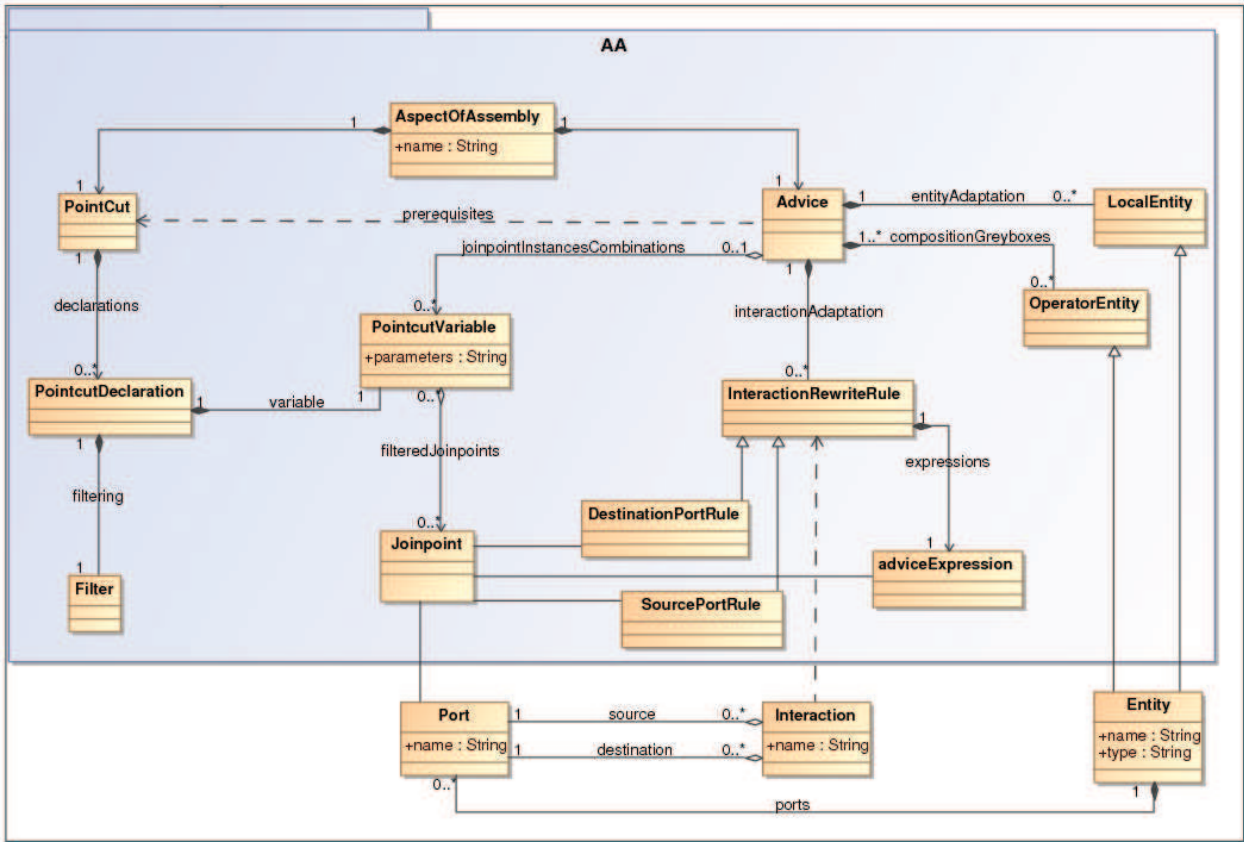 AA
AspectOfAssembly
+name : String
1
1
1
1
PointCut
prerequisites
Advice
1
entityAdaptation
0..*
LocalEntity
1
joinpointInstancesCombinations
0..1
1
1..*
compositionGreyboxes
0..*
OperatorEntity
declarations
0..*
interactionAdaptation
PointcutVariable
+parameters : String
0..*
PointcutDeclaration
1
variable
1
0..*
0..*
InteractionRewriteRule
1
1
filteredJoinpoints
expressions
filtering
DestinationPortRule
0..*
Joinpoint
1
adviceExpression
1
Filter
SourcePortRule
Port
+name : String
1
source
0..*
1
destination
0..*
Interaction
+name : String
Entity
+name : String
+type : String
0..*
ports
1